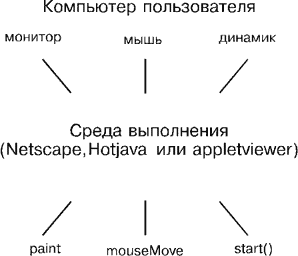 Компьютер пользователя
монитор мышь динамик
Среда выполнения
(Netscape,Hotjava или appletviewer)
paint mouseMove start()